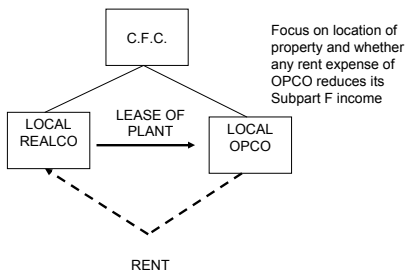 C.F.C.
Focus on location of
property and whether
any rent expense of
OPCO reduces its
Subpart F income
LOCAL
REALCO
LEASE OF
PLANT
LOCAL
OPCO
RENT